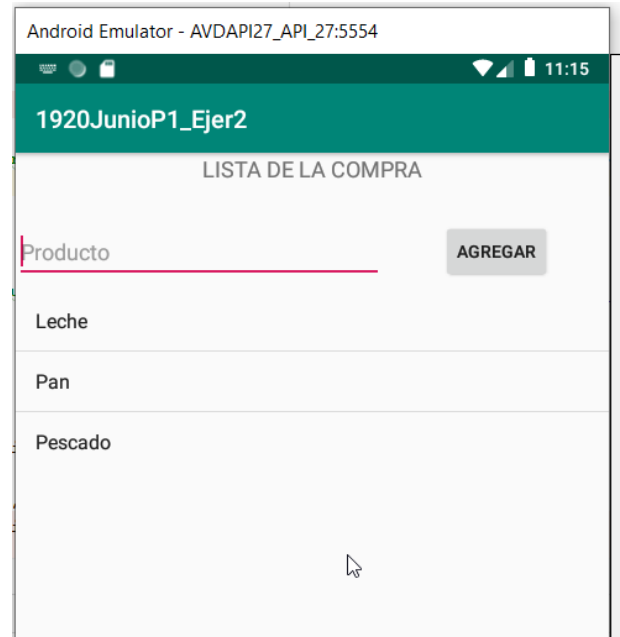 Android Emulator - AVDAPI27_API_27:5554
11:15
1920JunioP1_Ejer2
LISTA DE LA COMPRA
Producto
AGREGAR
Leche
Pan
Pescado